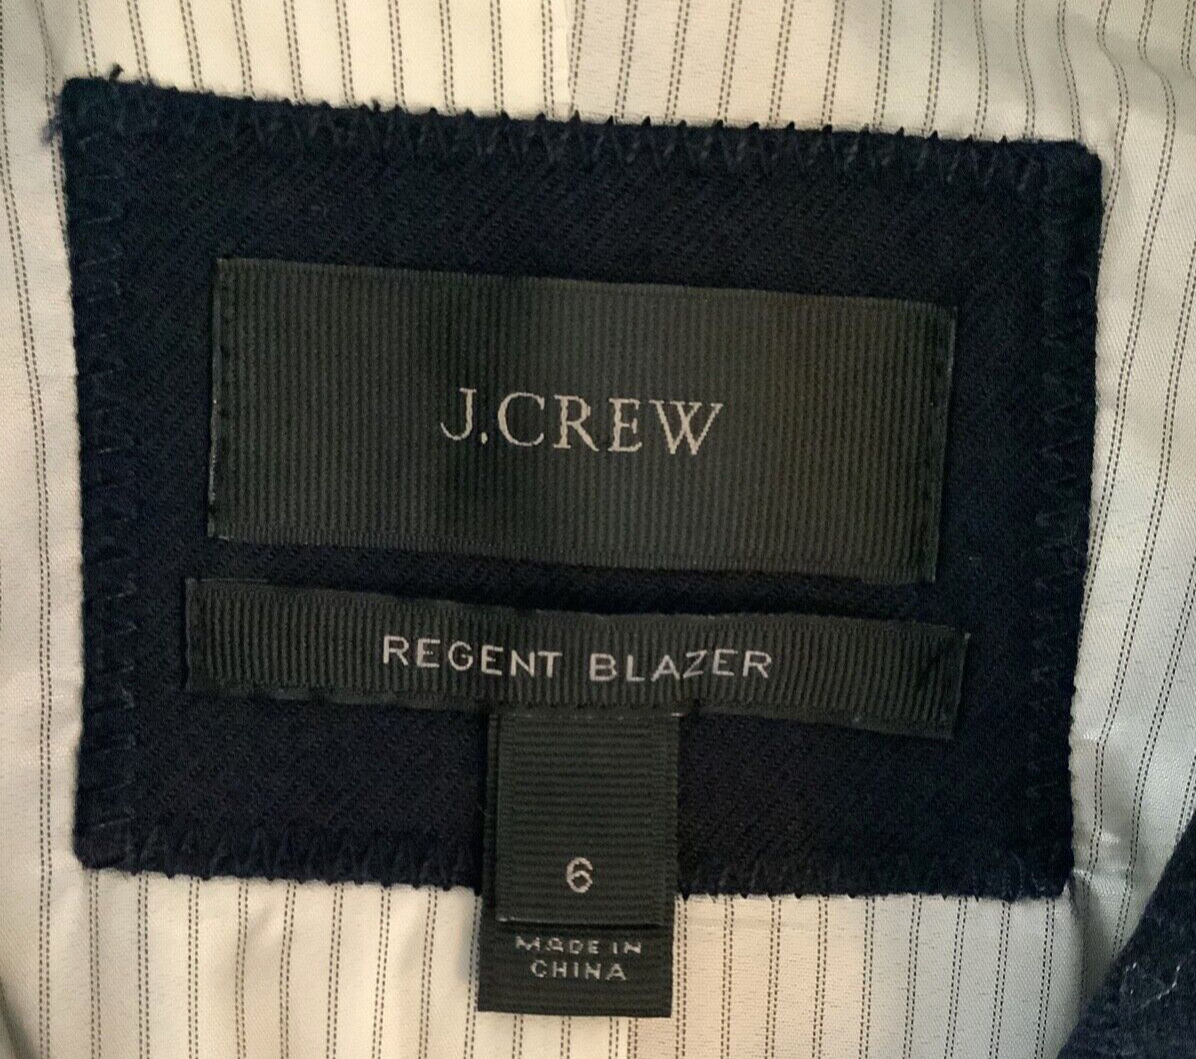 J.CREW
REGENT BLAZER
6
MADE IN
CHINA